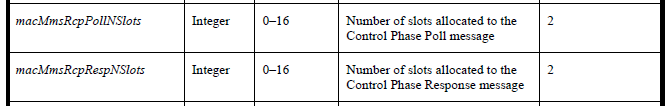 macMmsRcpPollNSlots Integer 0–16 Number of slots allocated to the 2
Control Phase Poll message
macMmsRcpRespNSlots Integer 0–16 Number of slots allocated to the 2
Control Phase Response message